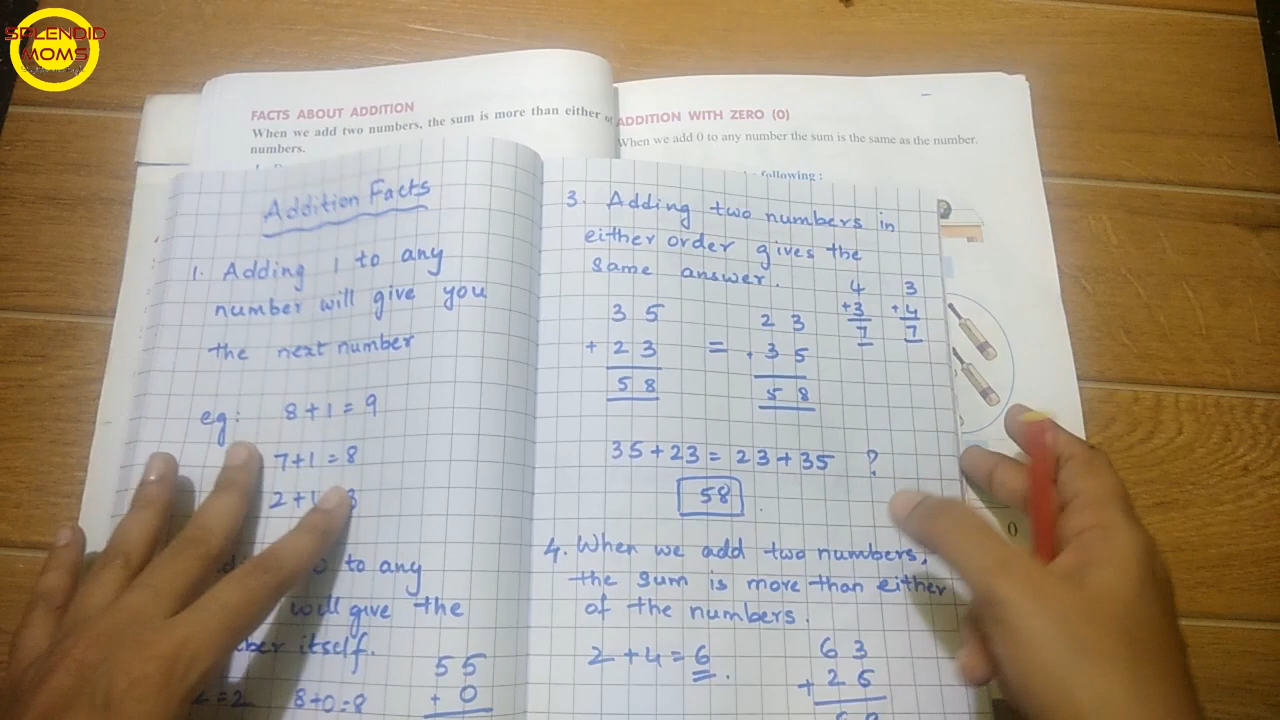 SPLENDID
MOMS
FACTS ABOUT ADDITION
When we add two numbers, the sum is more than either of
numbers.
ADDITION WITH ZERO (0)
When we add 0 to any number the sum is the same as the number.
following :
0
Addition Facts
1. Adding 1 to any
number will give you
the next number
eg: 8+1=9
7+1=8
2+1 3
0 to any
will give the
itself.
=2 8+0=8
55
+ 0
3. Adding two numbers in
either order gives the
same answer.
4 3
+3 +4
7 7
35 23
+ 23 = + 35
58 58
35+23 = 23+35 ?
58
4. When we add two numbers,
the sum is more than either
of the numbers.
2+4=6.
63
+ 26